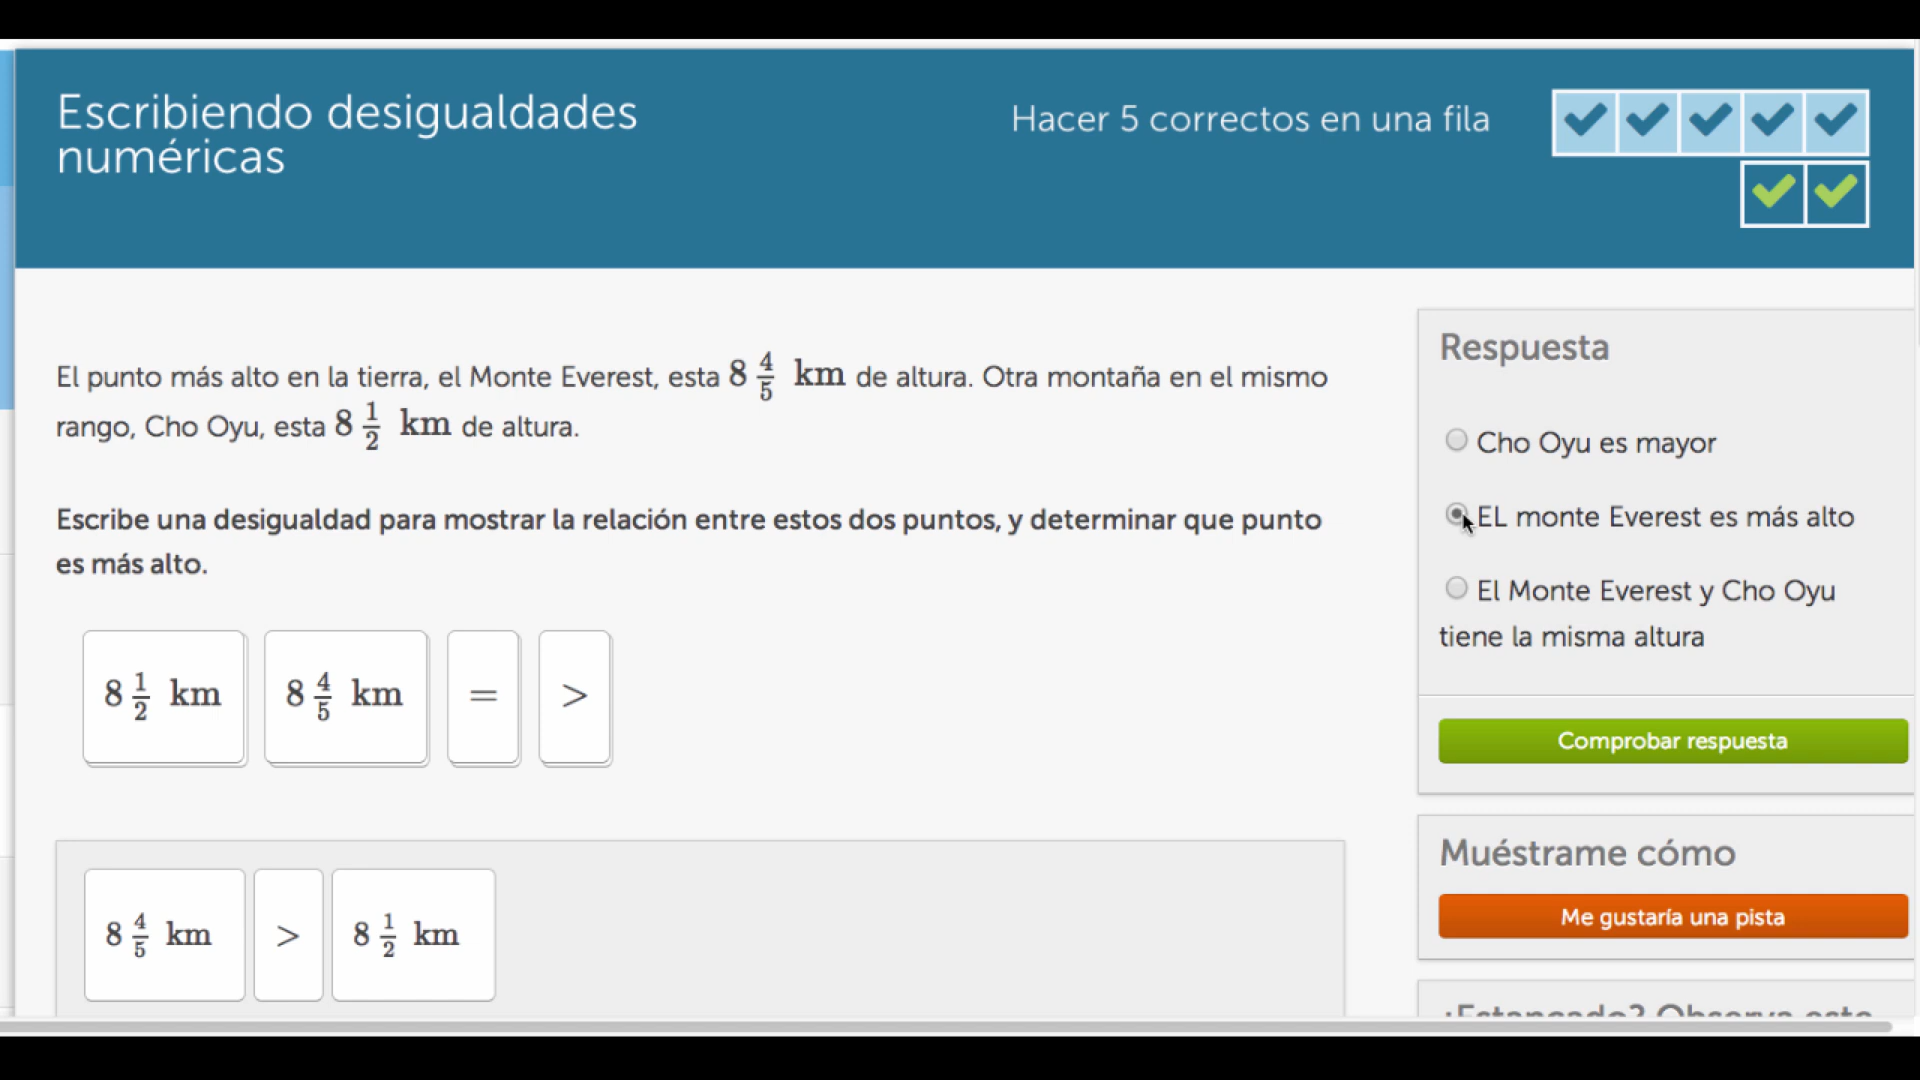 Escribiendo desigualdades
numéricas
Hacer 5 correctos en una fila
El punto más alto en la tierra, el Monte Everest, esta 8 4/5 km de altura. Otra montaña en el mismo
rango, Cho Oyu, esta 8 1/2 km de altura.
Escribe una desigualdad para mostrar la relación entre estos dos puntos, y determinar que punto
es más alto.
8 1/2 km
8 4/5 km
=
>
8 4/5 km
>
8 1/2 km
Respuesta
Cho Oyu es mayor
EL monte Everest es más alto
El Monte Everest y Cho Oyu
tiene la misma altura
Comprobar respuesta
Muéstrame cómo
Me gustaría una pista
¿Estancado? Observa este